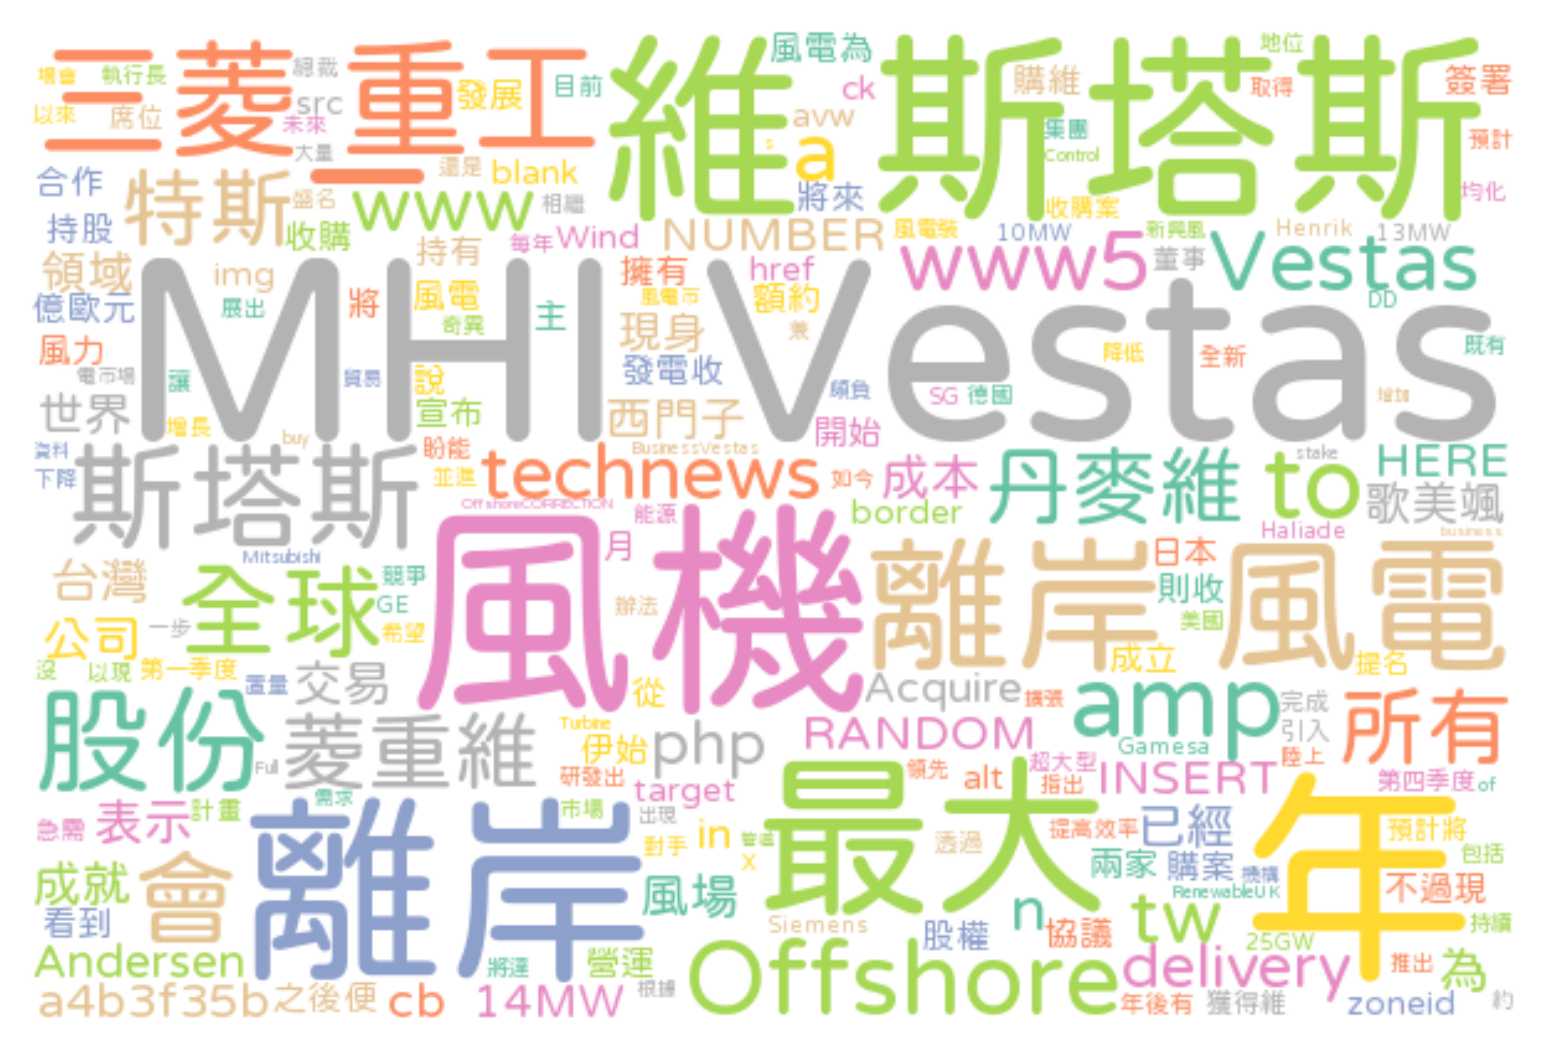 三菱重工
維斯塔斯
場會
執行長
總裁
發展
目前
風電為
ck
購維
地位
取得
簽署
以來
席位
src
未來
大量
avw
a
s
集團
Control
預計
合作
特斯
還是
blank
將來
收購案
均化
盛名
www
相繼
持股
收購
持有
每年
Wind
NUMBER
風電裝
10MW
新興風
Henrik
13MW
領域
img
擁有
href
www5
董事
Vestas
DD
億歐元
MHI Vestas
展出
將
風電
奇異
主
風電市
現身
額約
兼
風力
電市場
讓
貿易
說
發電收
頗負
降低
全新
既有
世界
增長
宣布
西門子
開始
SG
德國
增加
buy
盼能
BusinessVestas
stake
資料
下降
斯塔斯
並進
technews
如今
成本
丹麥維
to
HERE
歌美颯
OffshoreCORRECTION
能源
border
Haliade
business
Mitsubishi
風機
月
離岸風電
日本
台灣
全球
競爭
GE
辦法
則收
美國
公司
一步
希望
成立
提名
沒
以現
第一季度
置量
交易
從
Acquire
擴張
amp
完成
引入
所有
股份
菱重維
Full
Turbine
伊始
php
RANDOM
Gamesa
陸上
研發出
target
領先
alt
超大型
指出
INSERT
第四季度
of
需求
表示
計畫
急需
離岸
市場
出現
最大
提高效率
已經
年
預計將
對手
in
X
透過
兩家
購案
機構
包括
成就
會
風場
RenewableUK
不過現
看到
Siemens
股權
n
協議
tw
25GW
持續
Andersen
將達
營運
Offshore
delivery
推出
為
a4b3f35b
之後便
cb
14MW
根據
年後有
獲得維
zoneid
約